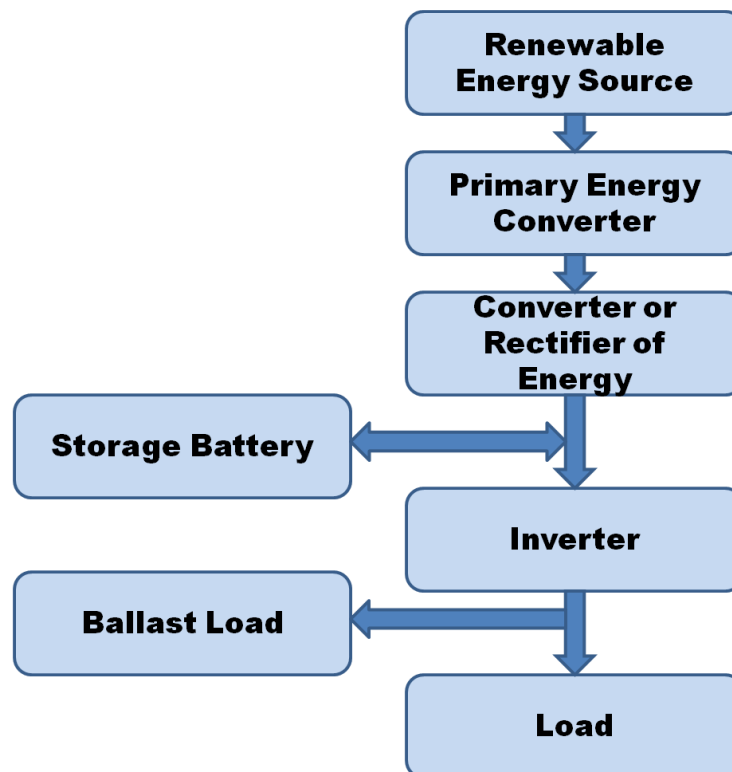 Renewable
Energy Source
Primary Energy
Converter
Converter or
Rectifier of
Energy
Storage Battery
Inverter
Ballast Load
Load